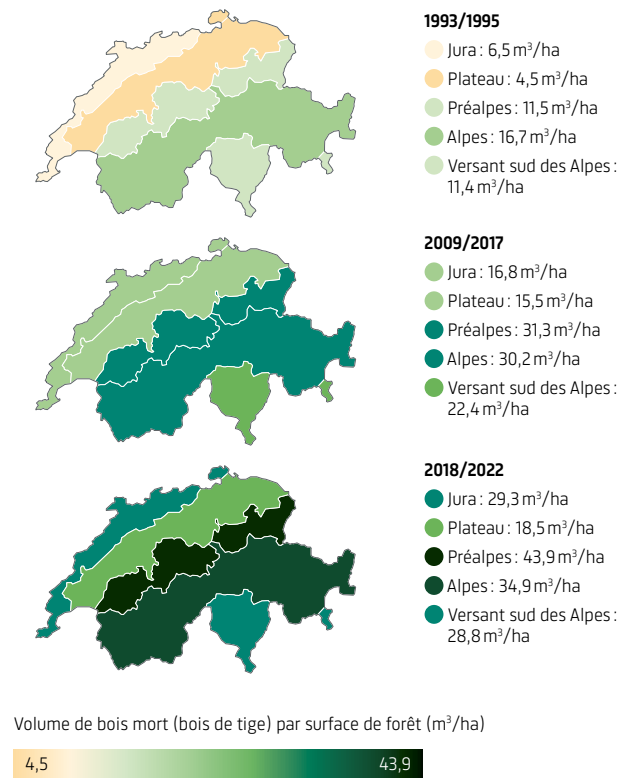 1993/1995
Jura : 6,5 m³/ha
Plateau : 4,5 m³/ha
Préalpes : 11,5 m³/ha
Alpes : 16,7 m³/ha
Versant sud des Alpes :
11,4 m³/ha
2009/2017
Jura : 16,8 m³/ha
Plateau : 15,5 m³/ha
Préalpes : 31,3 m³/ha
Alpes : 30,2 m³/ha
Versant sud des Alpes :
22,4 m³/ha
2018/2022
Jura : 29,3 m³/ha
Plateau : 18,5 m³/ha
Préalpes : 43,9 m³/ha
Alpes : 34,9 m³/ha
Versant sud des Alpes :
28,8 m³/ha
Volume de bois mort (bois de tige) par surface de forêt (m³/ha)
4,5 43,9